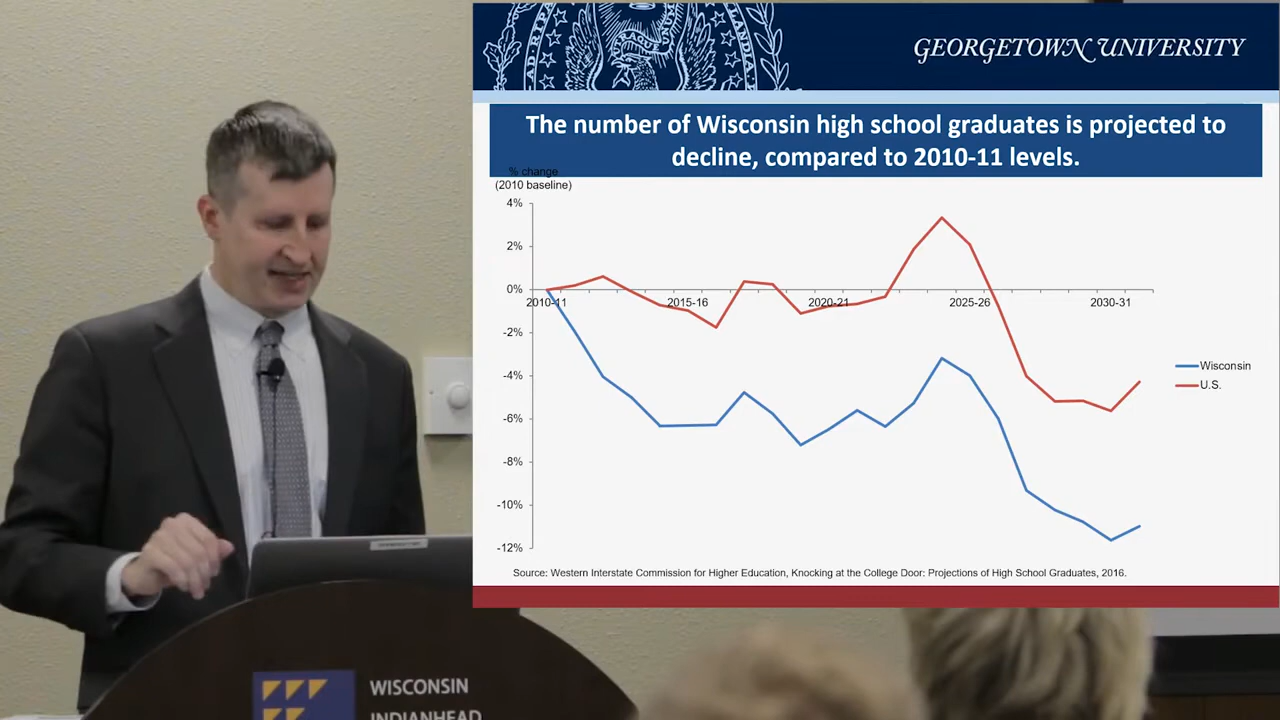 GEORGETOWN UNIVERSITY
The number of Wisconsin high school graduates is projected to
decline, compared to 2010-11 levels.
% change
(2010 baseline)
4%
2%
0%
-2%
-4%
-6%
-8%
-10%
-12%
2010-11 2015-16 2020-21 2025-26 2030-31
Wisconsin
U.S.
Source: Western Interstate Commission for Higher Education, Knocking at the College Door: Projections of High School Graduates, 2016.
WISCONSIN
INDIANHEAD